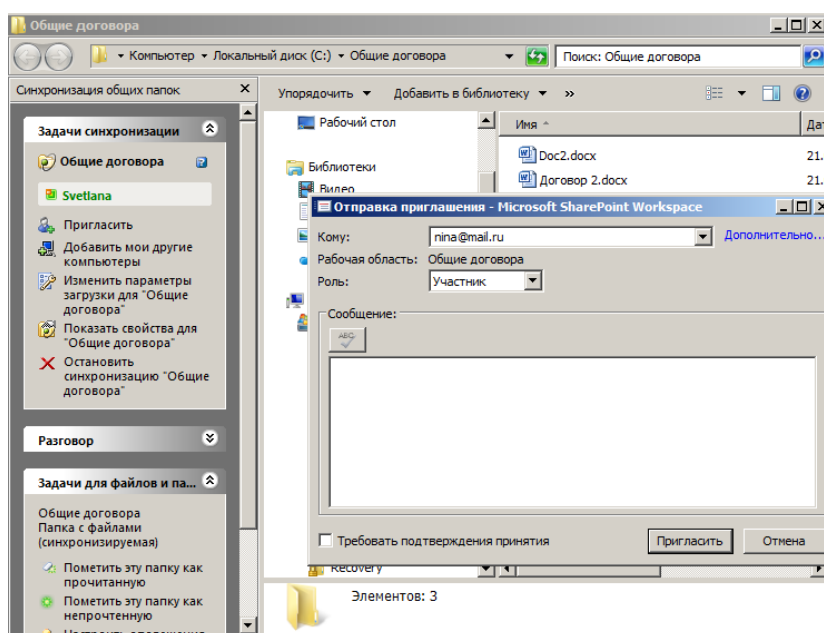 Общие договора
Компьютер
Локальный диск (C:)
Общие договора
Поиск: Общие договора
Синхронизация общих папок
Упорядочить
Добавить в библиотеку
»
Задачи синхронизации
Общие договора
Svetlana
Пригласить
Добавить мои другие
компьютеры
Изменить параметры
загрузки для "Общие
договора"
Показать свойства для
"Общие договора"
Остановить
синхронизацию "Общие
договора"
Разговор
Задачи для файлов и па...
Общие договора
Папка с файлами
(синхронизируемая)
Пометить эту папку как
прочитанную
Пометить эту папку как
непрочтенную
Рабочий стол
Библиотеки
Видео
Имя
Да
Doc2.docx
21.
Договор 2.docx
21.
Отправка приглашения - Microsoft SharePoint Workspace
Кому:
nina@mail.ru
Дополнительно...
Рабочая область:
Общие договора
Роль:
Участник
Сообщение:
ABC
Требовать подтверждения принятия
Пригласить
Отмена
Recovery
Элементов: 3